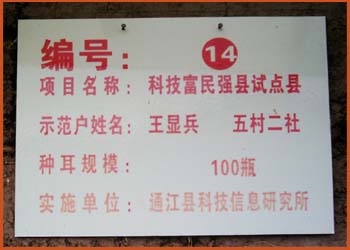 编号： 14
项目名称： 科技富民强县试点县
示范户姓名： 王显兵 五村二社
种耳规模： 100瓶
实施单位： 通江县科技信息研究所